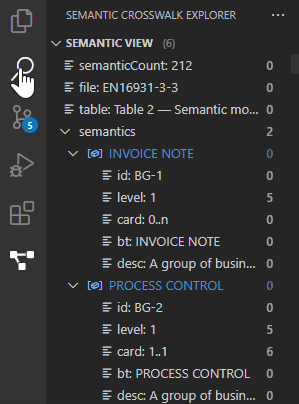 SEMANTIC CROSSWALK EXPLORER ...
SEMANTIC VIEW (6)
semanticCount: 212 0
file: EN16931-3-3 0
table: Table 2 — Semantic mo... 0
semantics 2
INVOICE NOTE 0
id: BG-1 0
level: 1 5
card: 0..n 0
bt: INVOICE NOTE 0
desc: A group of busin... 0
PROCESS CONTROL 0
id: BG-2 0
level: 1 5
card: 1..1 6
bt: PROCESS CONTROL 0
desc: A group of busin... 0
5